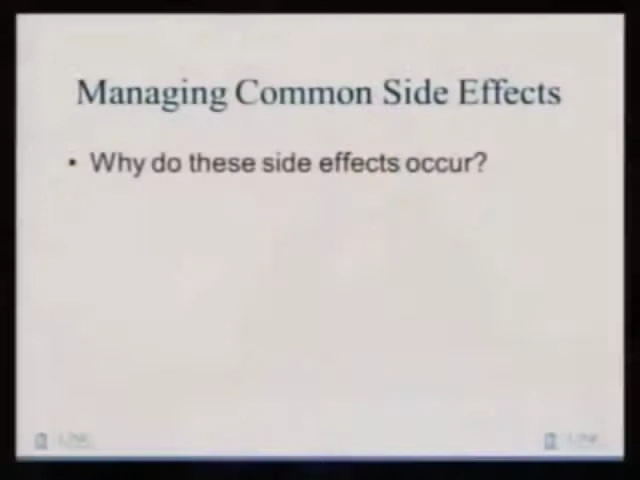 Managing Common Side Effects
• Why do these side effects occur?